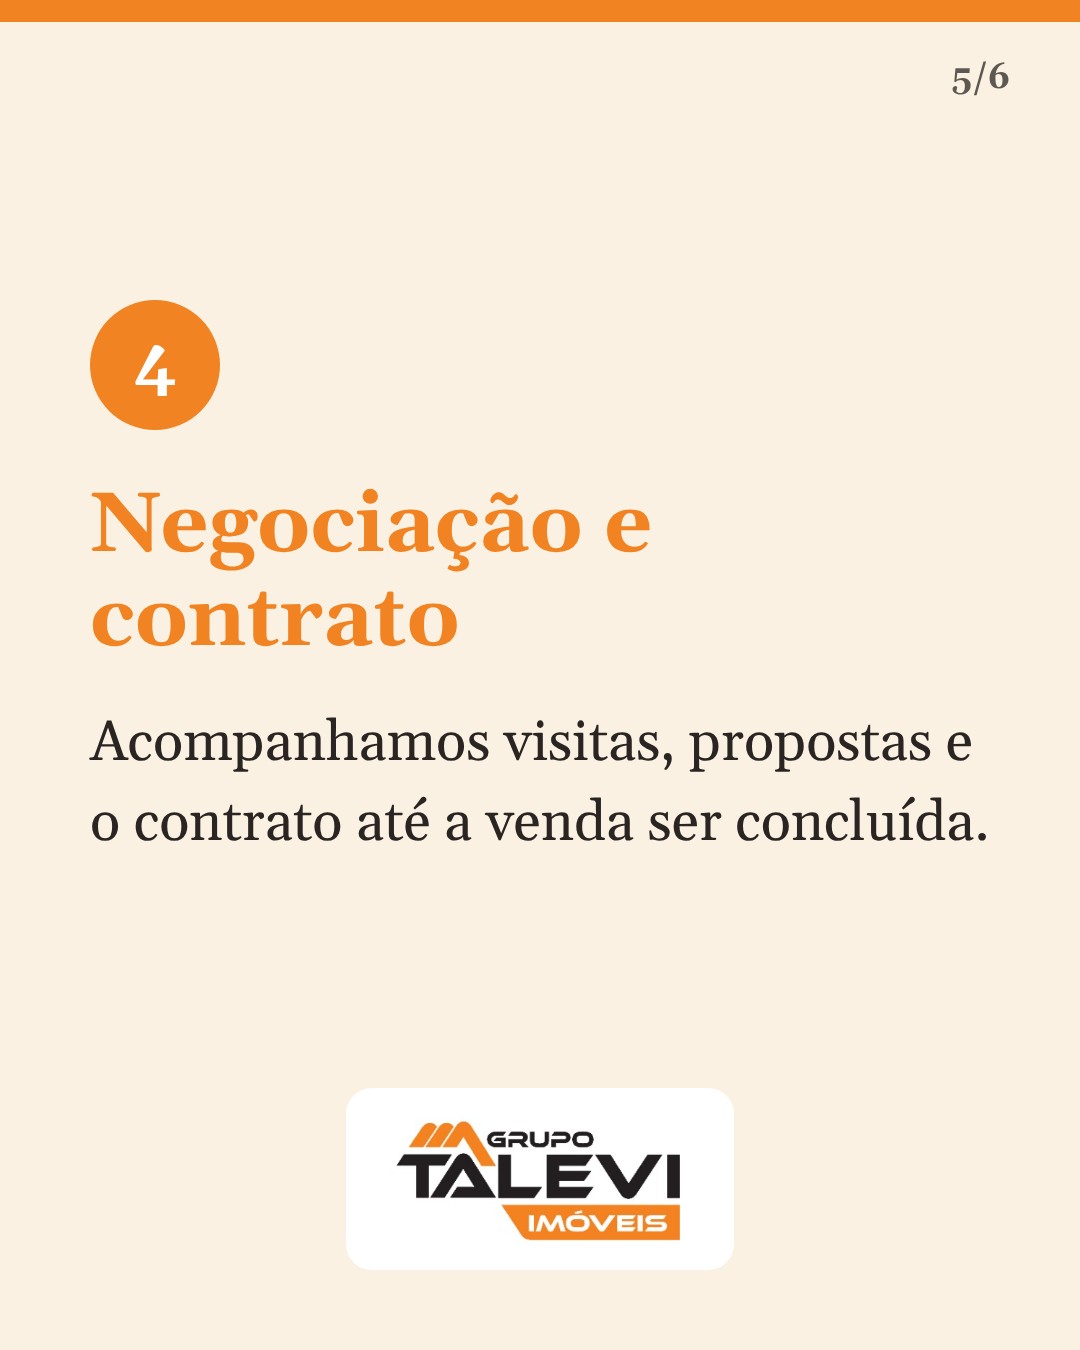 5/6
4
Negociação e
contrato
Acompanhamos visitas, propostas e
o contrato até a venda ser concluída.
GRUPO
TALEVI
IMÓVEIS